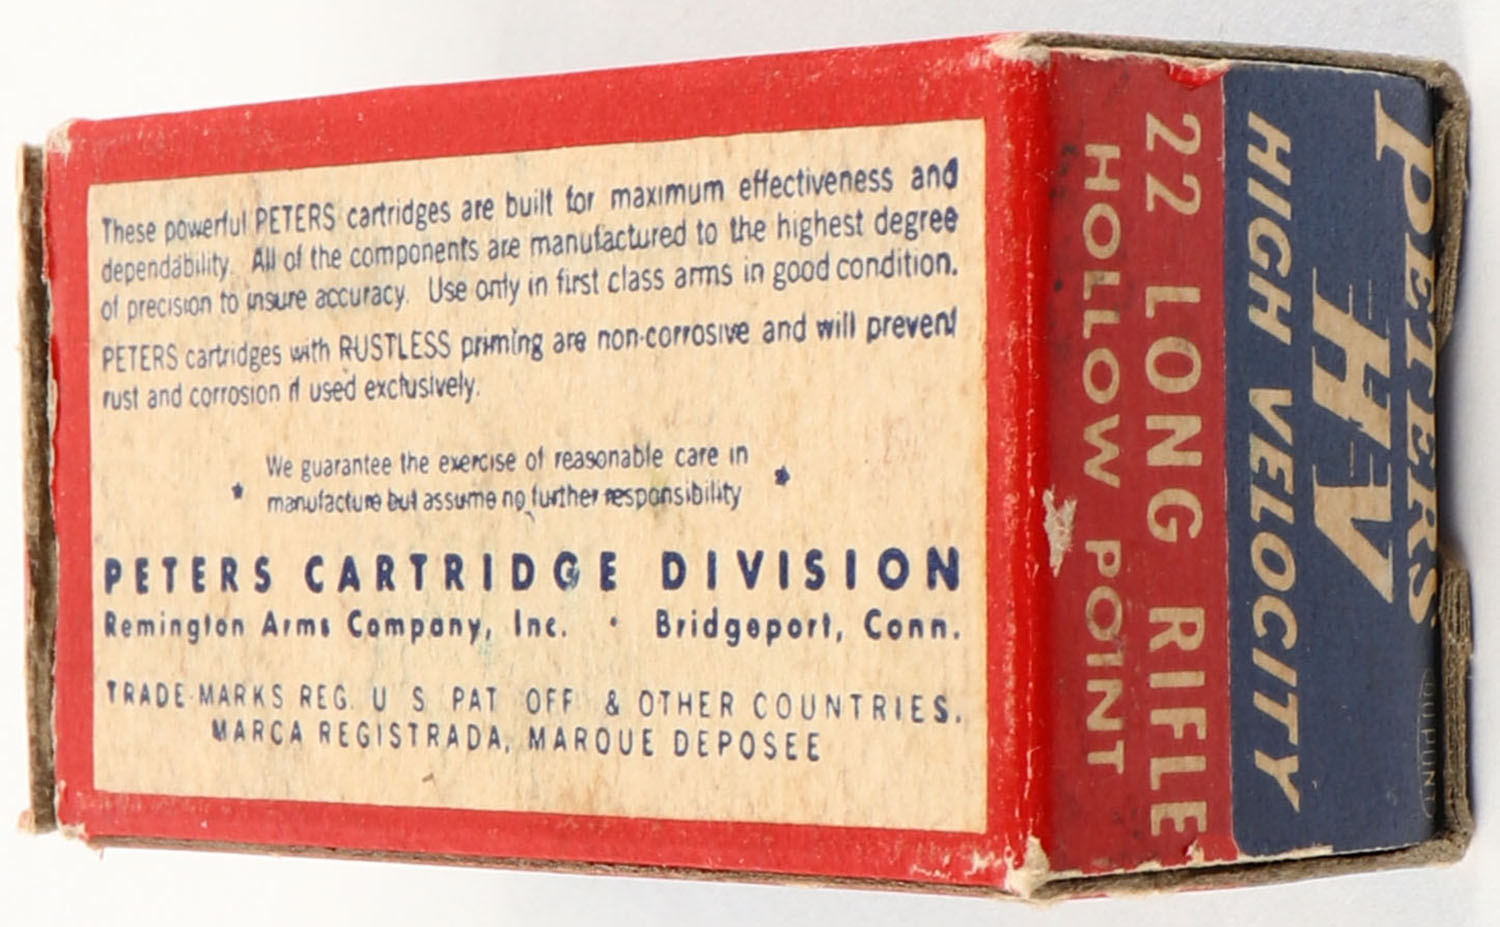 These powerful PETERS cartridges are built for maximum effectiveness and
dependability. All of the components are manufactured to the highest degree
of precision to insure accuracy. Use only in first class arms in good condition.
PETERS cartridges with RUSTLESS priming are non-corrosive and will prevent
rust and corrosion if used exclusively.
We guarantee the exercise of reasonable care in
manufacture but assume no further responsibility
PETERS CARTRIDGE DIVISION
Remington Arms Company, Inc. • Bridgeport, Conn.
TRADE-MARKS REG. U S PAT OFF & OTHER COUNTRIES.
MARCA REGISTRADA, MARQUE DEPOSEE
PETERS
HV
HIGH VELOCITY
22 LONG RIFLE
HOLLOW POINT